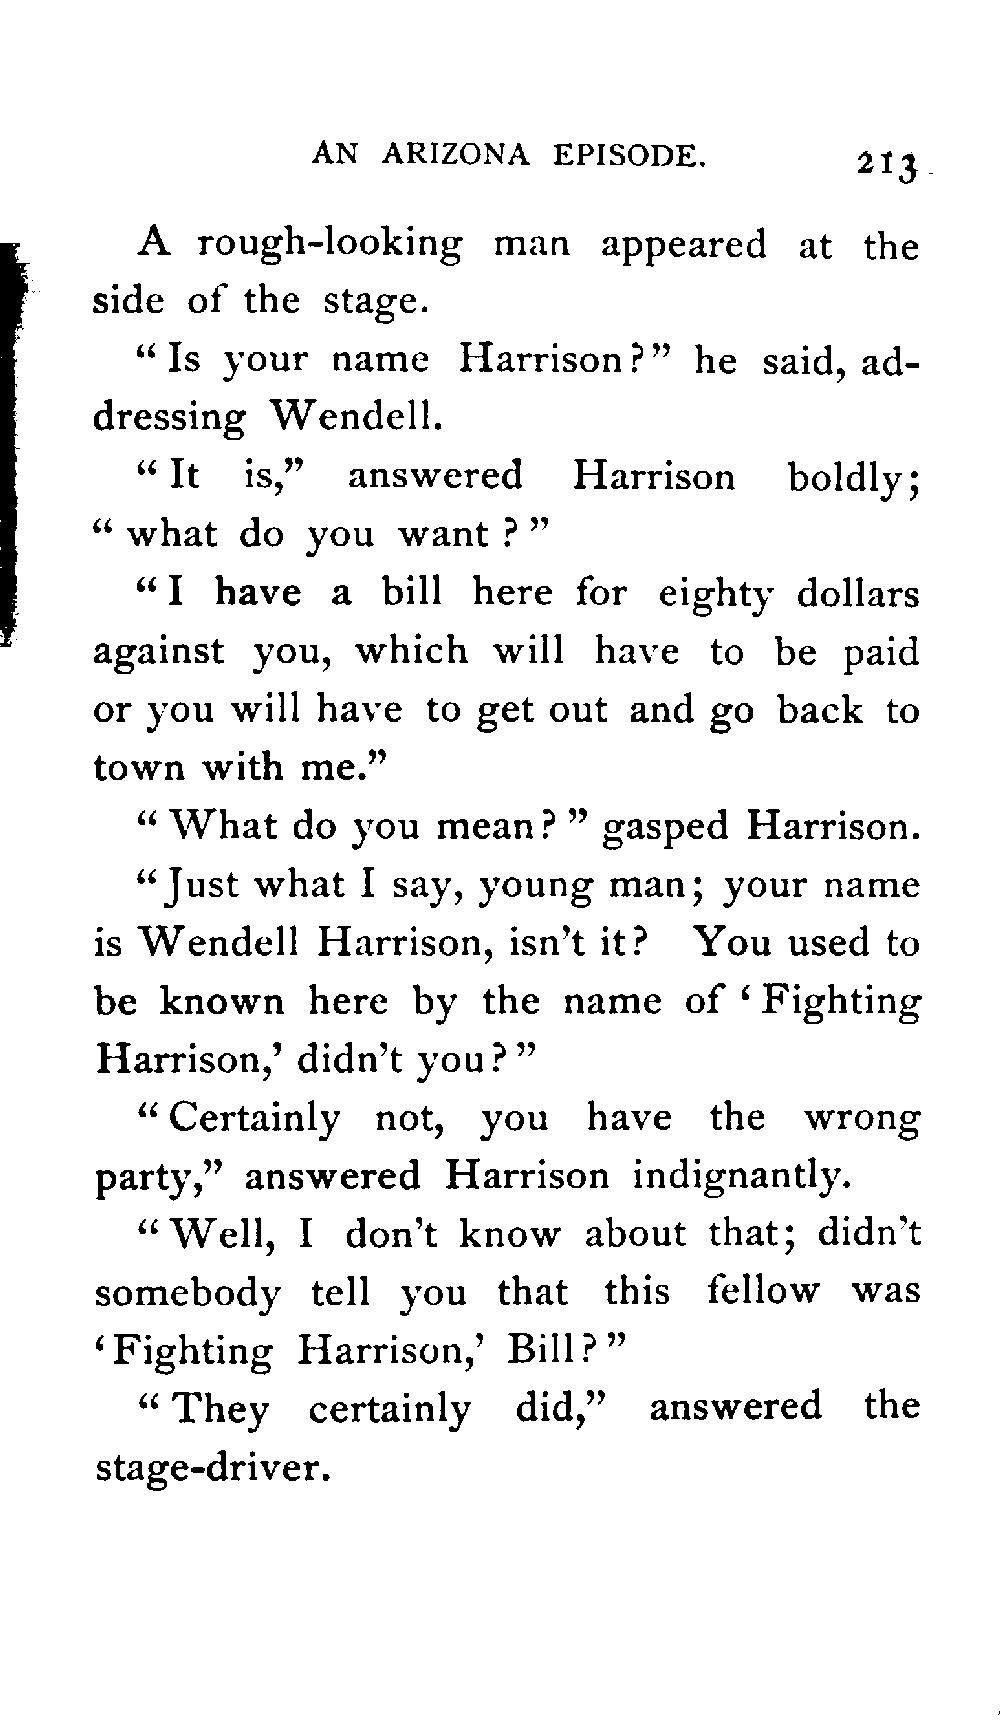 AN ARIZONA EPISODE. 213
A rough-looking man appeared at the
side of the stage.
“ Is your name Harrison ? ” he said, ad-
dressing Wendell.
“ It is,” answered Harrison boldly;
“ what do you want ? ”
“ I have a bill here for eighty dollars
against you, which will have to be paid
or you will have to get out and go back to
town with me.”
“ What do you mean ? ” gasped Harrison.
“ Just what I say, young man; your name
is Wendell Harrison, isn’t it? You used to
be known here by the name of ‘ Fighting
Harrison,’ didn’t you ? ”
“ Certainly not, you have the wrong
party,” answered Harrison indignantly.
“ Well, I don’t know about that; didn’t
somebody tell you that this fellow was
‘ Fighting Harrison,’ Bill ? ”
“ They certainly did,” answered the
stage-driver.